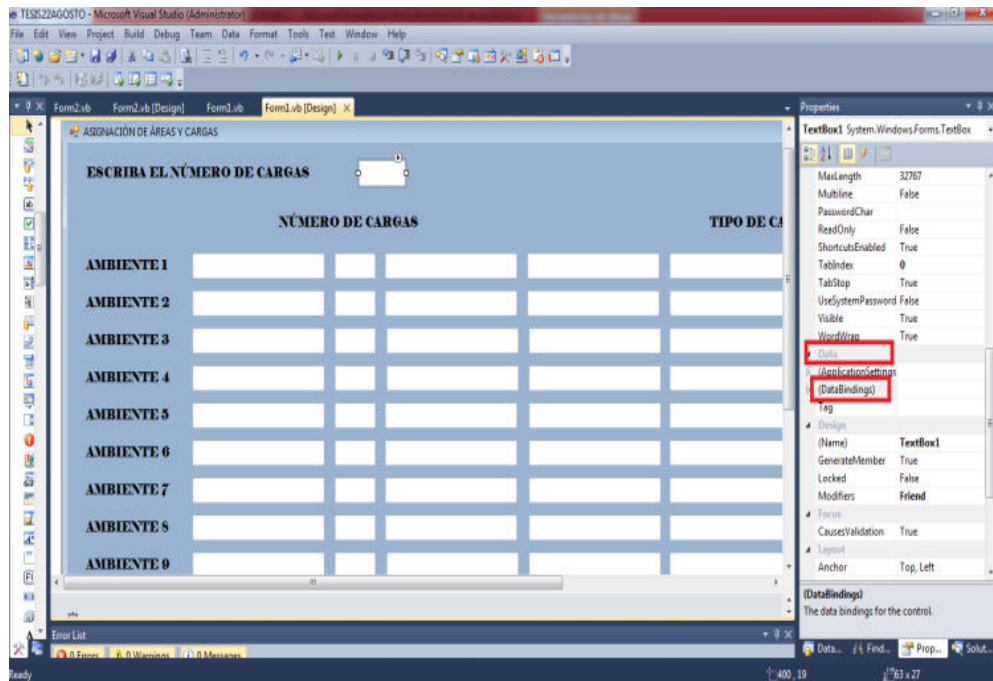 TESIS22AGOSTO - Microsoft Visual Studio (Administrator)
File Edit View Project Build Debug Team Data Format Tools Test Window Help
Form2.vb Form2.vb [Design] Form1.vb Form1.vb [Design] X
ASIGNACIÓN DE ÁREAS Y CARGAS
ESCRIBA EL NÚMERO DE CARGAS
NÚMERO DE CARGAS TIPO DE CA
AMBIENTE 1
AMBIENTE 2
AMBIENTE 3
AMBIENTE 4
AMBIENTE 5
AMBIENTE 6
AMBIENTE 7
AMBIENTE 8
AMBIENTE 9
Error List
0 Errors 0 Warnings 0 Messages
Ready
400 , 19
63 x 27
Properties
TextBox1 System.Windows.Forms.TextBox
MaxLength 32767
Multiline False
PasswordChar
ReadOnly False
ShortcutsEnabled True
TabIndex 0
TabStop True
UseSystemPassword False
Visible True
WordWrap True
Data
(ApplicationSettings
(DataBindings)
Tag
Design
(Name) TextBox1
GenerateMember True
Locked False
Modifiers Friend
Focus
CausesValidation True
Layout
Anchor Top, Left
(DataBindings)
The data bindings for the control.
Data... Find... Prop... Solut...